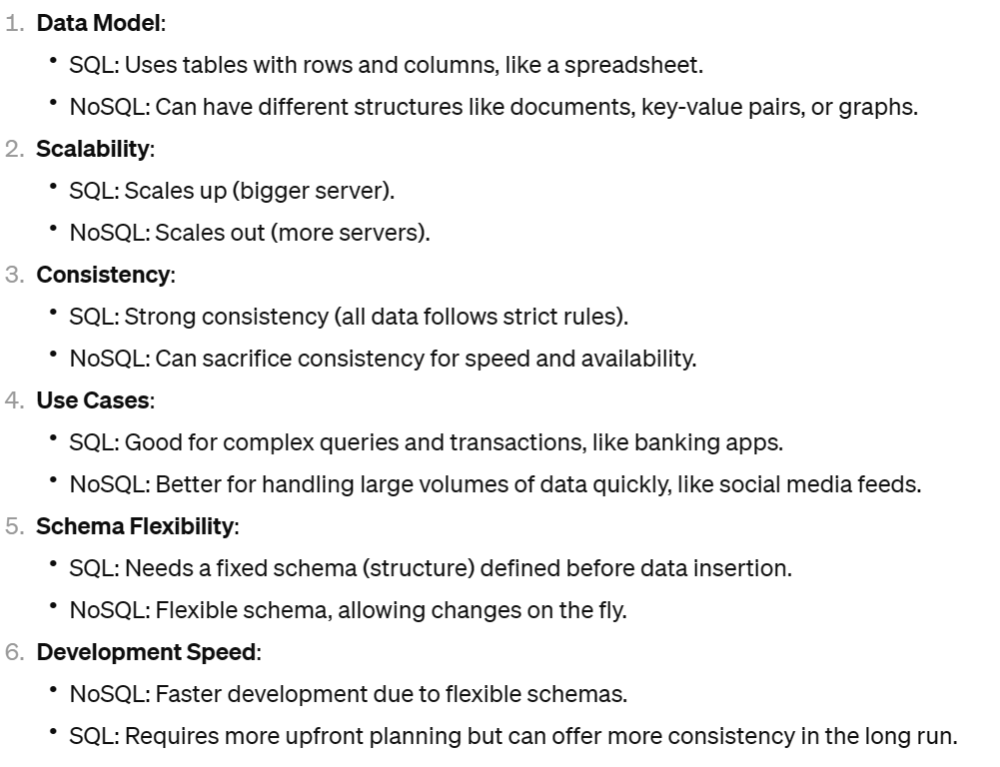 1. Data Model:
• SQL: Uses tables with rows and columns, like a spreadsheet.
• NoSQL: Can have different structures like documents, key-value pairs, or graphs.
2. Scalability:
• SQL: Scales up (bigger server).
• NoSQL: Scales out (more servers).
3. Consistency:
• SQL: Strong consistency (all data follows strict rules).
• NoSQL: Can sacrifice consistency for speed and availability.
4. Use Cases:
• SQL: Good for complex queries and transactions, like banking apps.
• NoSQL: Better for handling large volumes of data quickly, like social media feeds.
5. Schema Flexibility:
• SQL: Needs a fixed schema (structure) defined before data insertion.
• NoSQL: Flexible schema, allowing changes on the fly.
6. Development Speed:
• NoSQL: Faster development due to flexible schemas.
• SQL: Requires more upfront planning but can offer more consistency in the long run.